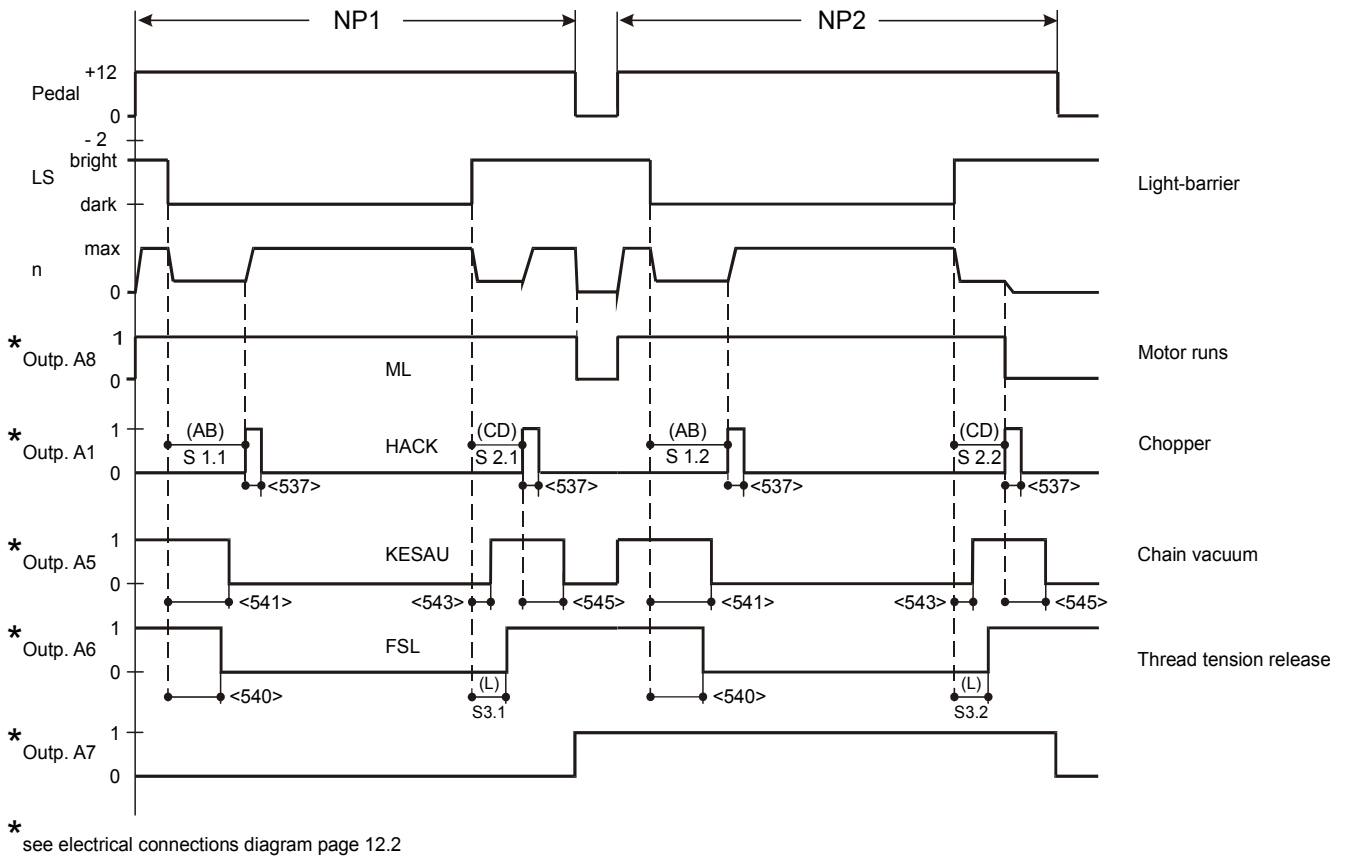 NP1 NP2
+12
Pedal
0
- 2
bright
LS
dark
Light-barrier
max
n
0
1
* Outp. A8
0
ML
Motor runs
1
* Outp. A1
0
(AB) HACK (CD) (AB) (CD)
S 1.1 S 2.1 S 1.2 S 2.2
Chopper
<537> <537> <537> <537>
1
* Outp. A5
0
KESAU
Chain vacuum
<541> <543> <545> <541> <543> <545>
1
* Outp. A6
0
FSL
Thread tension release
<540> (L) <540> (L)
S3.1 S3.2
1
* Outp. A7
0
* see electrical connections diagram page 12.2